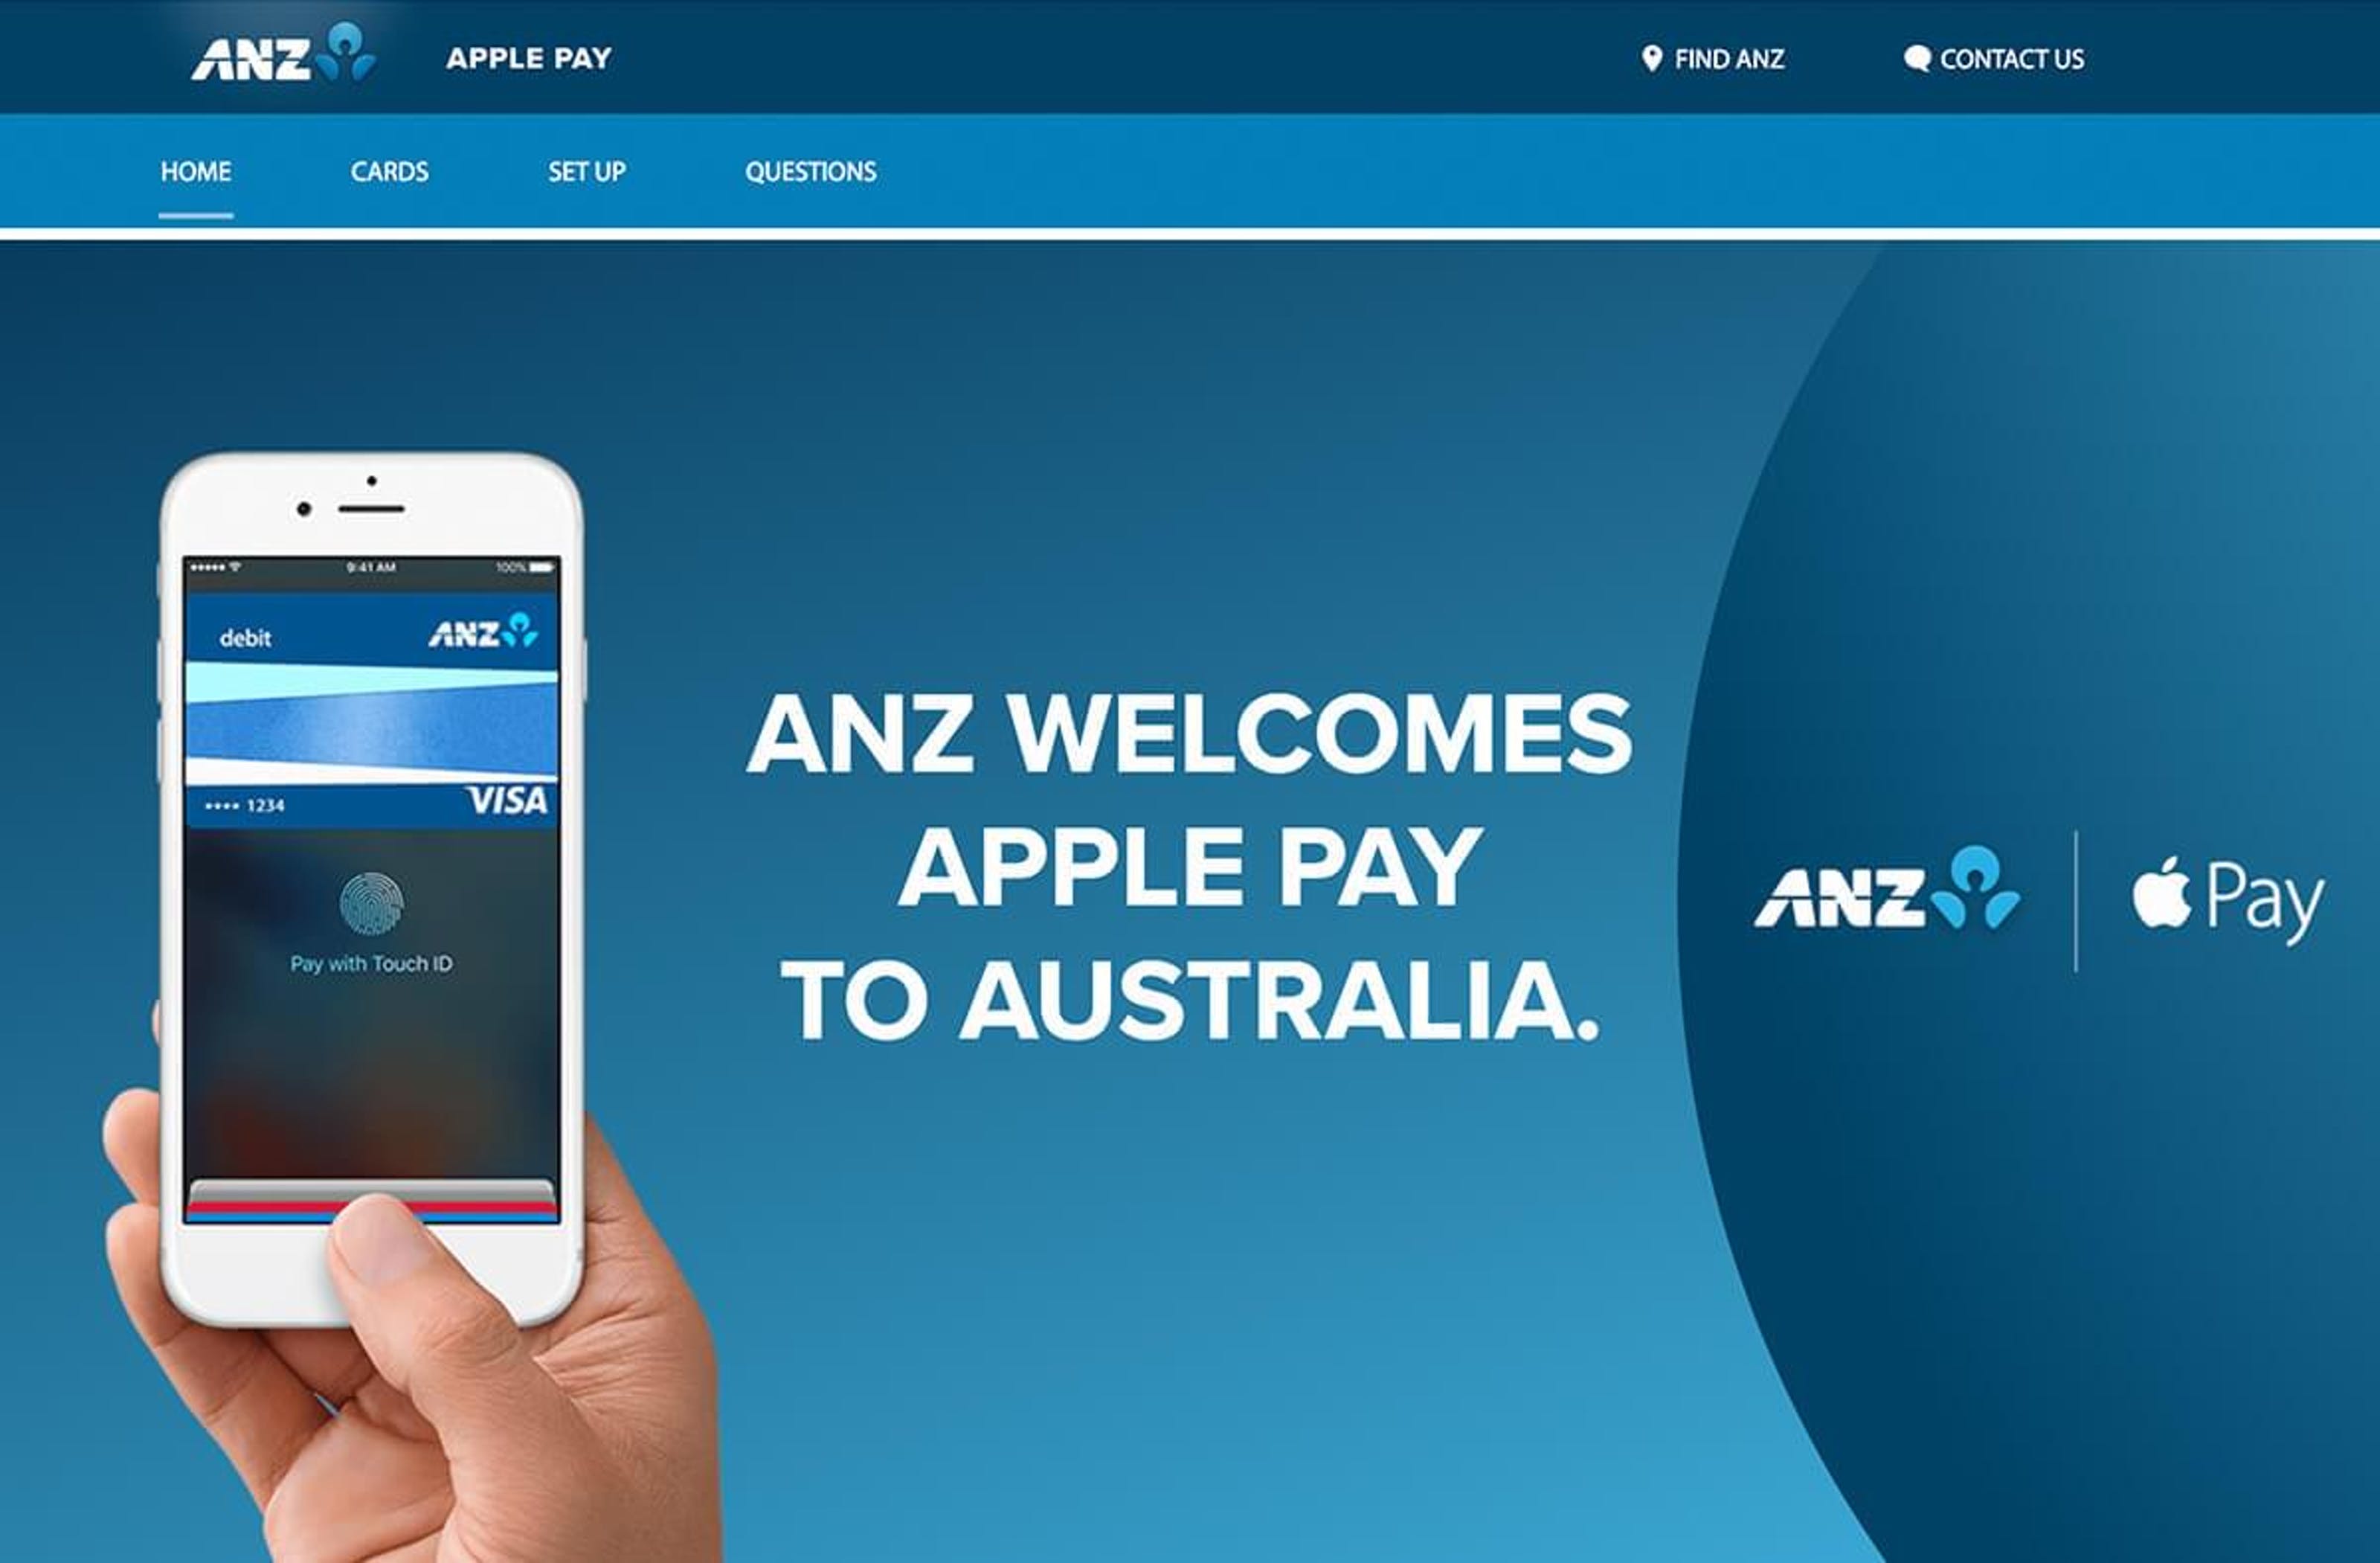 ANZ APPLE PAY FIND ANZ CONTACT US
HOME CARDS SET UP QUESTIONS
9:41 AM 100%
debit ANZ
•••• 1234 VISA
Pay with Touch ID
ANZ WELCOMES
APPLE PAY
TO AUSTRALIA.
ANZ Pay